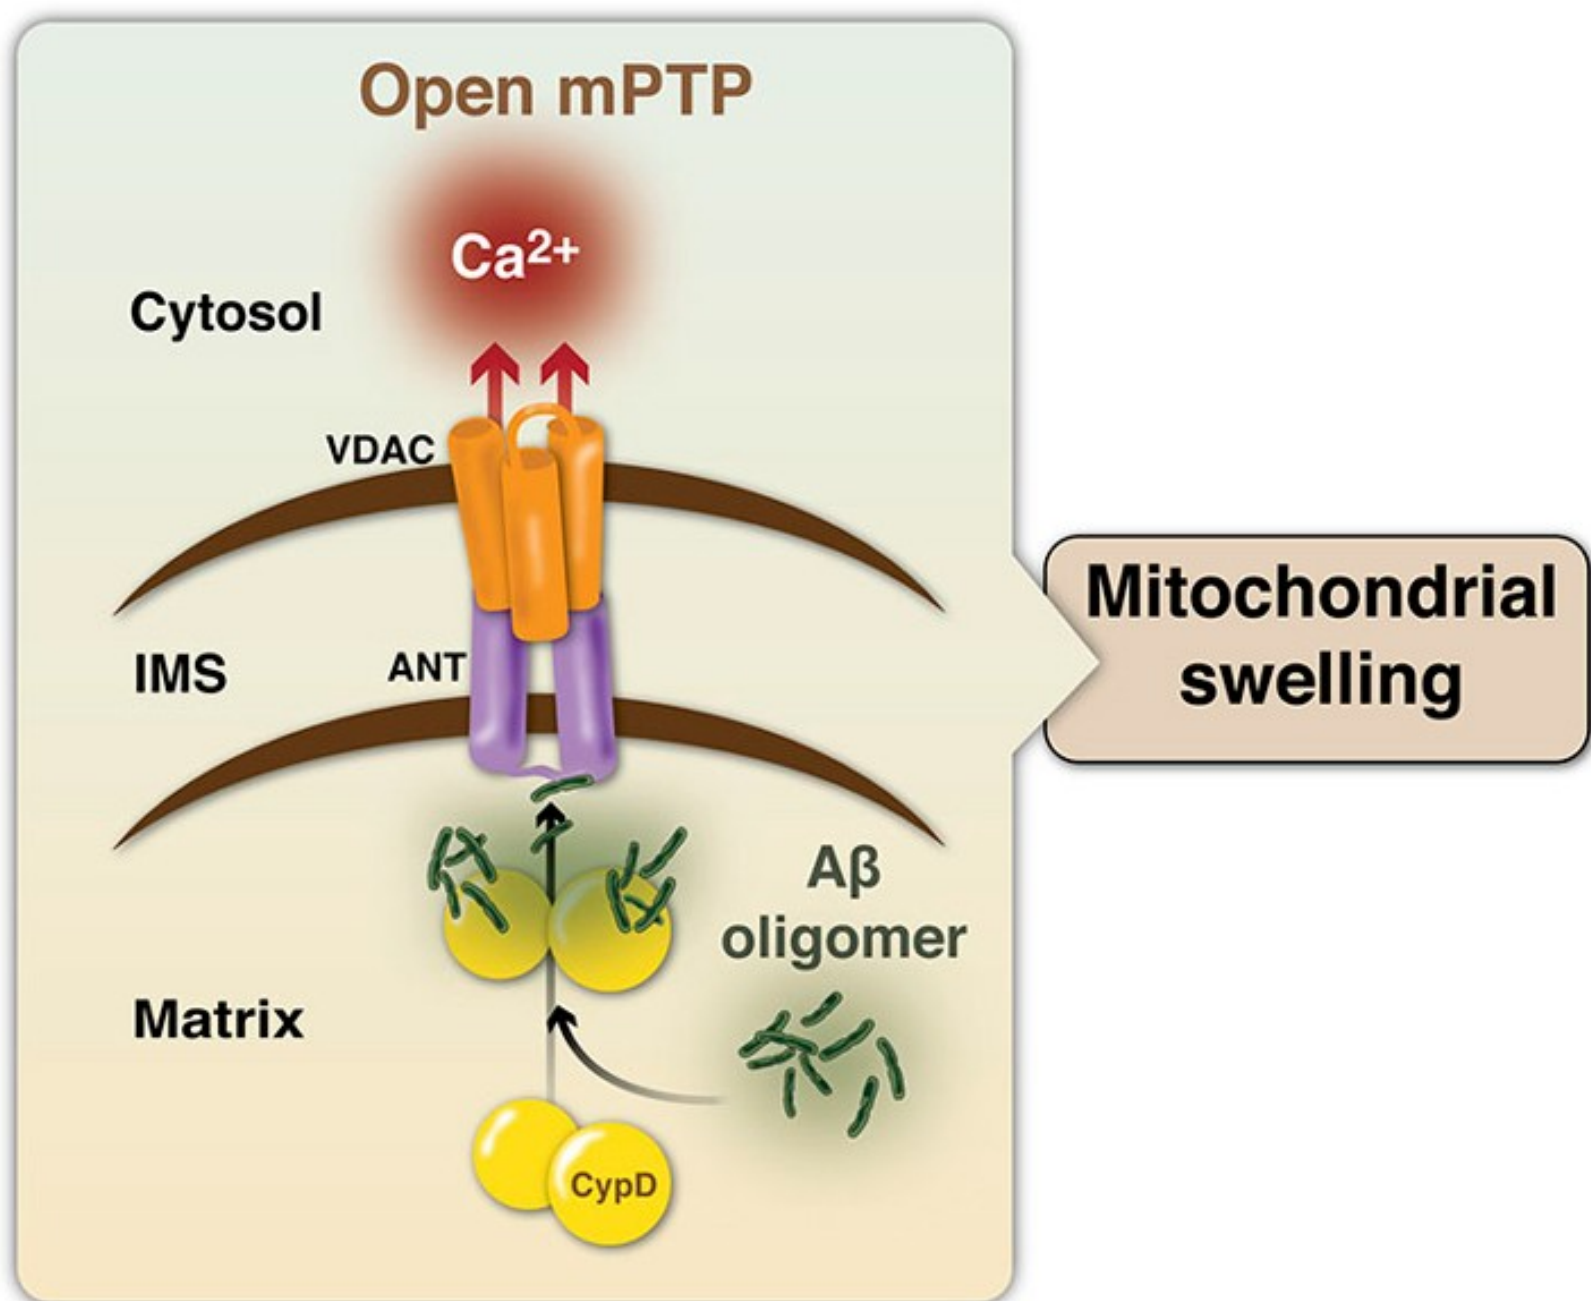 Open mPTP
Ca²⁺
Cytosol
VDAC
IMS
ANT
Mitochondrial
swelling
Aβ
oligomer
Matrix
CypD